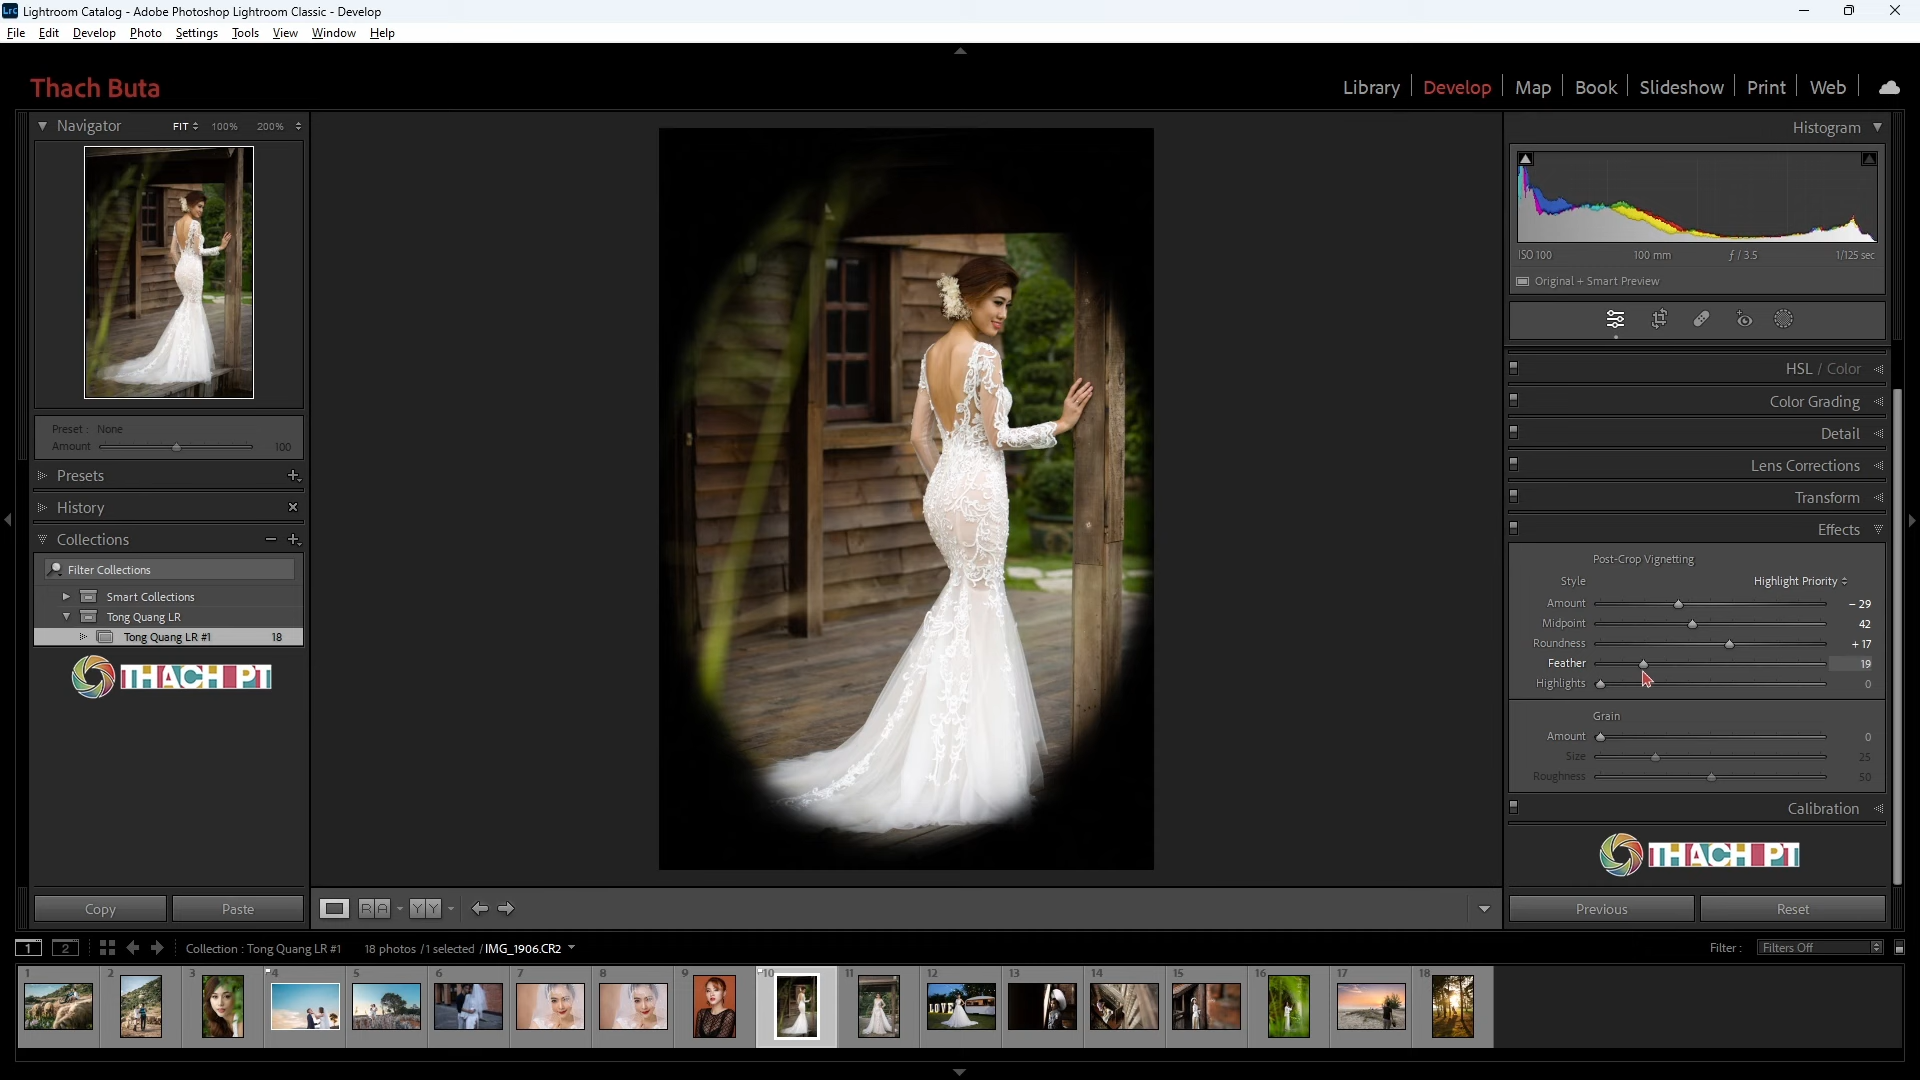 Lrc Lightroom Catalog - Adobe Photoshop Lightroom Classic - Develop
File Edit Develop Photo Settings Tools View Window Help
Thach Buta
Library Develop Map Book Slideshow Print Web
Navigator FIT 100% 200%
Preset : None
Amount 100
Presets
History
Collections
Filter Collections
Smart Collections
Tong Quang LR
Tong Quang LR #1 18
THACH PT
Copy Paste
Histogram
ISO 100 100 mm ƒ / 3.5 1/125 sec
Original + Smart Preview
HSL / Color
Color Grading
Detail
Lens Corrections
Transform
Effects
Post-Crop Vignetting
Style Highlight Priority
Amount - 29
Midpoint 42
Roundness + 17
Feather 19
Highlights 0
Grain
Amount 0
Size 25
Roughness 50
Calibration
THACH PT
Previous Reset
R A Y Y
1 2 Collection : Tong Quang LR #1 18 photos / 1 selected / IMG_1906.CR2 Filter : Filters Off
1 2 3 4 5 6 7 8 9 10 11 12 13 14 15 16 17 18
LOVE